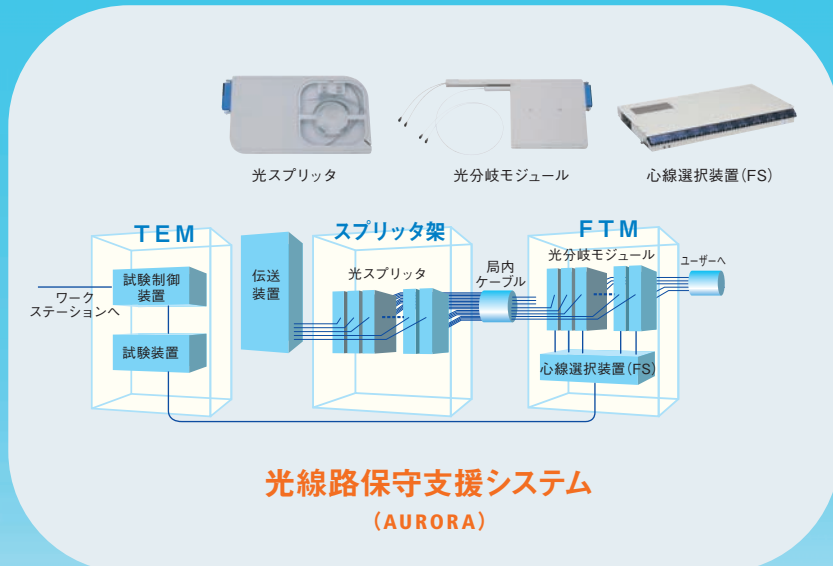 光スプリッタ
光分岐モジュール
心線選択装置(FS)
TEM
スプリッタ架
FTM
試験制御
装置
ワーク
ステーションへ
試験装置
伝送
装置
光スプリッタ
局内
ケーブル
光分岐モジュール
ユーザーへ
心線選択装置(FS)
光線路保守支援システム
(AURORA)